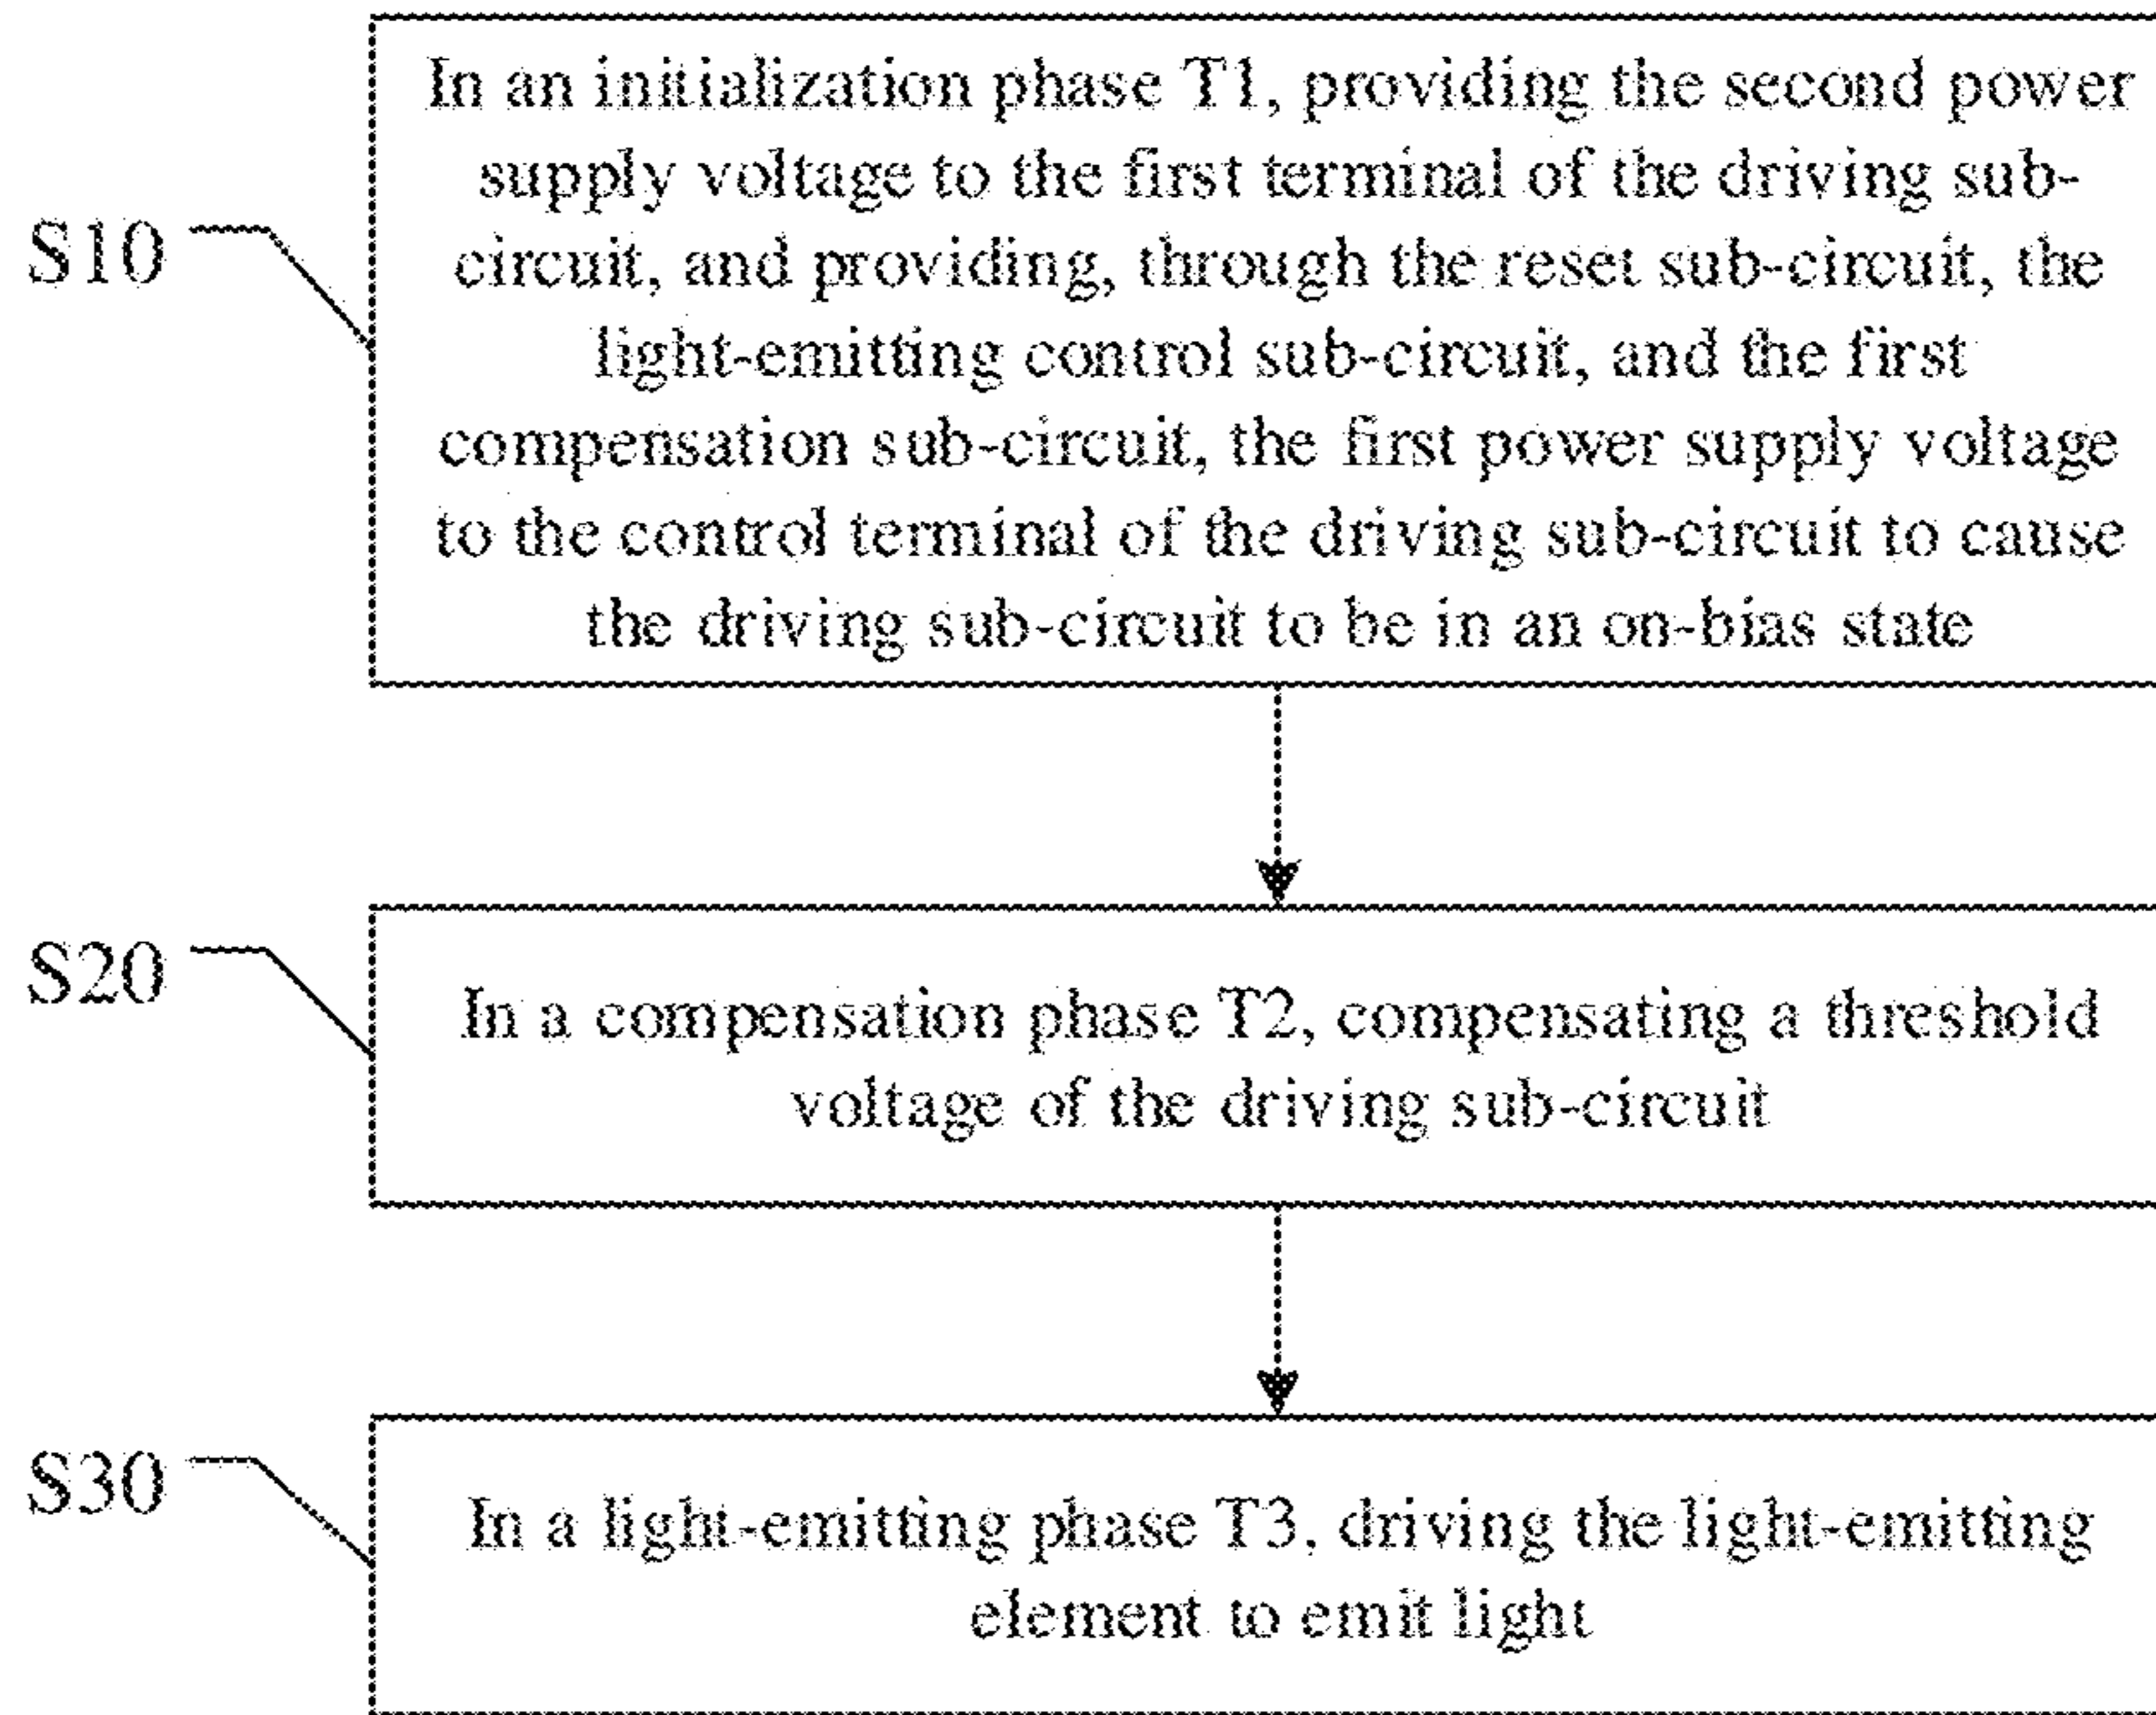 In an initialization phase T1, providing the second power
supply voltage to the first terminal of the driving sub-
circuit, and providing, through the reset sub-circuit, the
S10
light-emitting control sub-circuit, and the first
compensation sub-circuit, the first power supply voltage
to the control terminal of the driving sub-circuit to cause
the driving sub-circuit to be in an on-bias state
S20
In a compensation phase T2, compensating a threshold
voltage of the driving sub-circuit
S30
In a light-emitting phase T3, driving the light-emitting
element to emit light